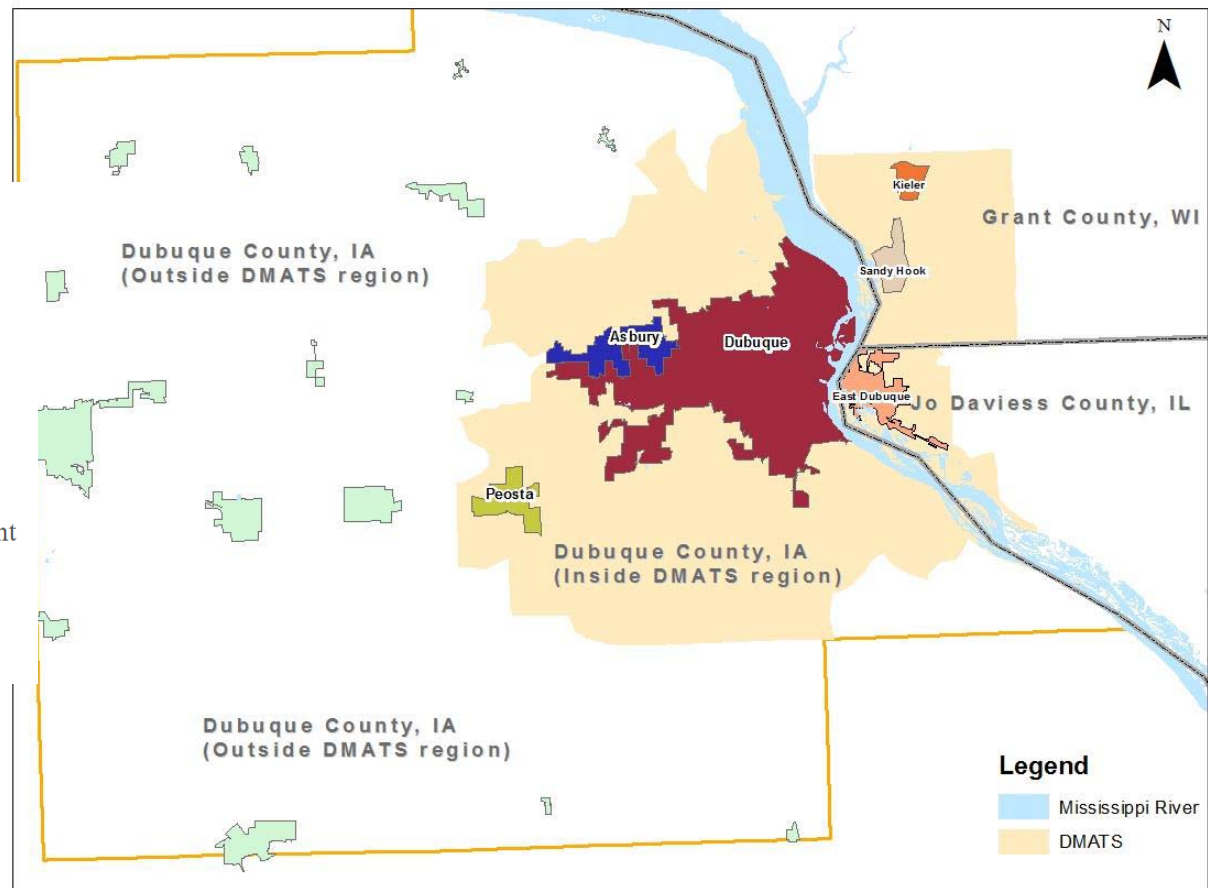 N
Kieler
Grant County, WI
Dubuque County, IA
(Outside DMATS region)
Sandy Hook
Asbury
Dubuque
East Dubuque
Jo Daviess County, IL
Peosta
nt
Dubuque County, IA
(Inside DMATS region)
Dubuque County, IA
(Outside DMATS region)
Legend
Mississippi River
DMATS